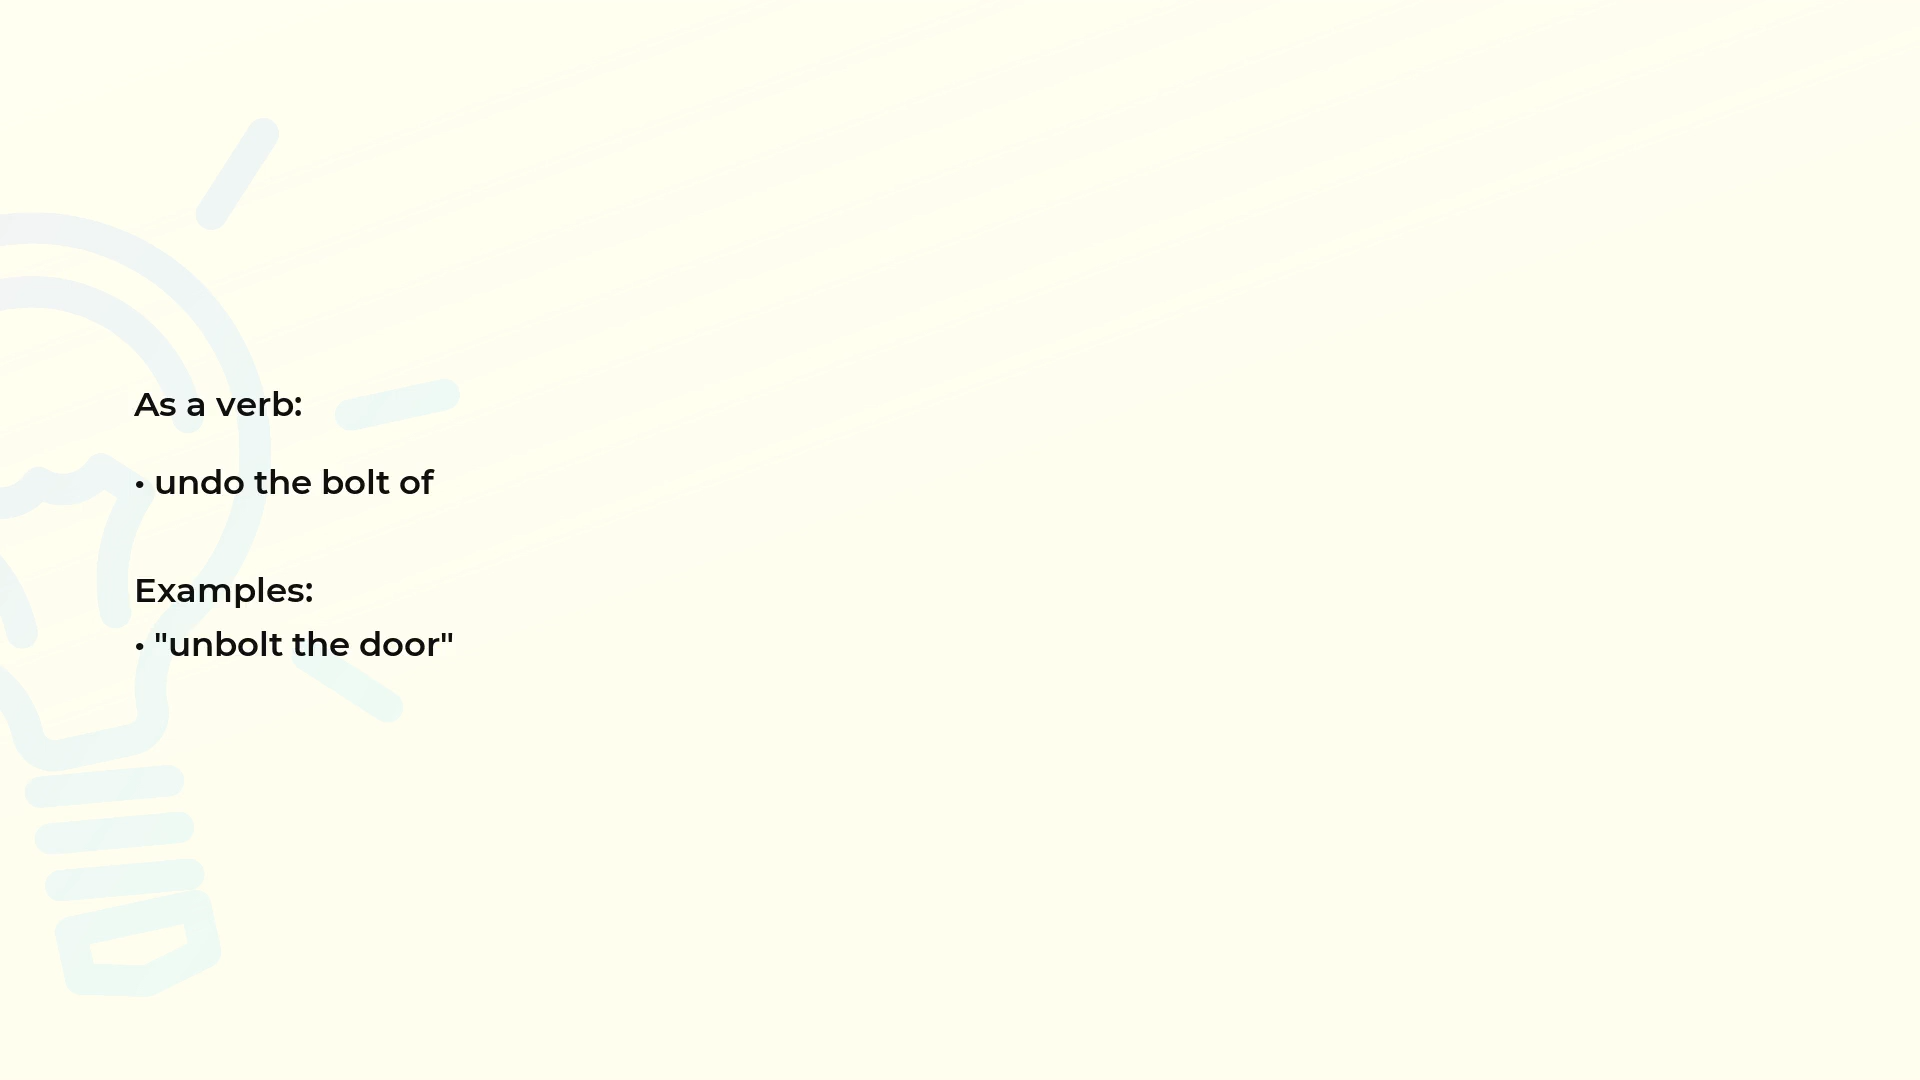 As a verb:
• undo the bolt of
Examples:
• "unbolt the door"